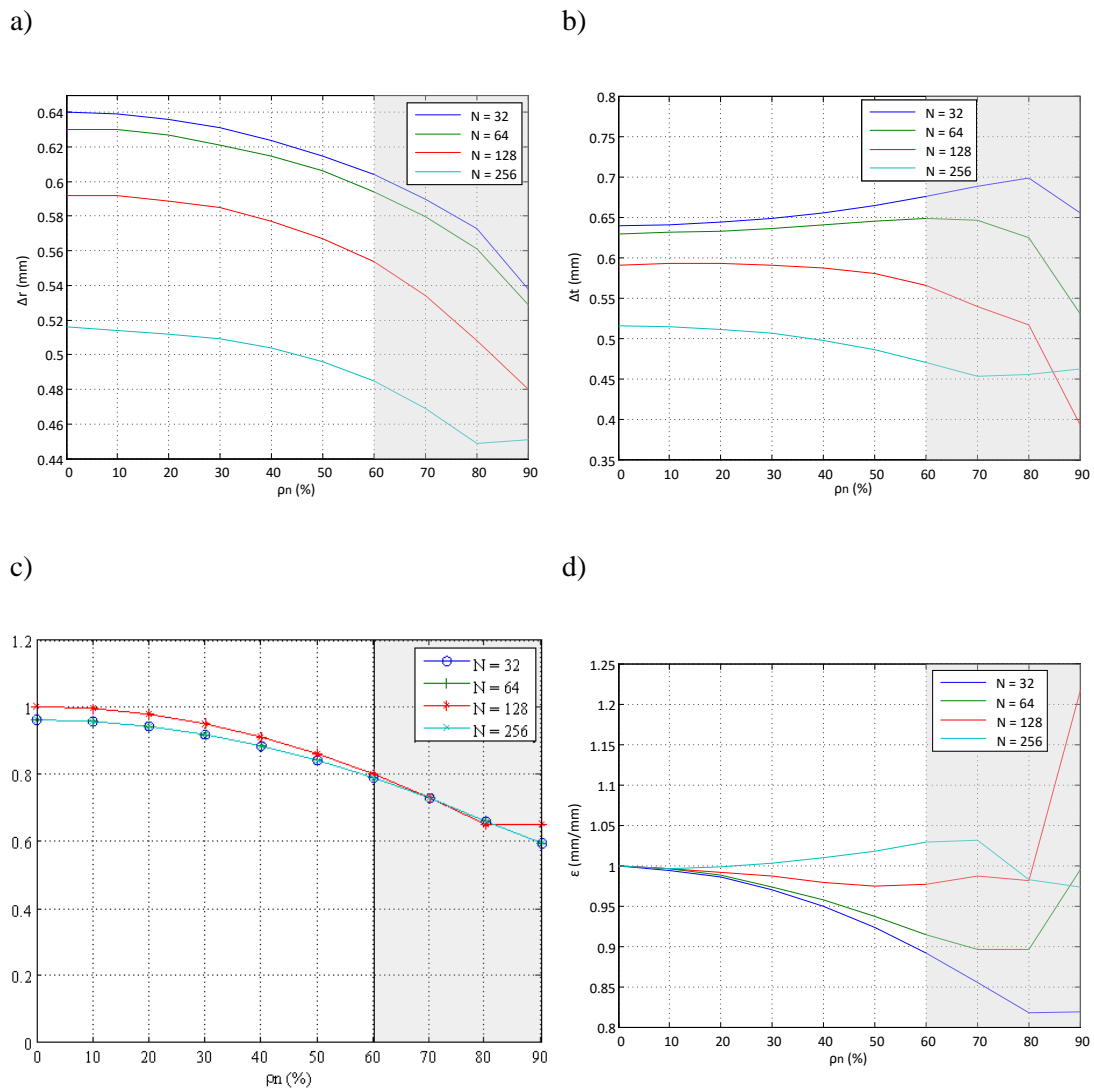 a)
0.64
0.62
0.6
0.58
0.56
0.54
0.52
0.5
0.48
0.46
0.44
Δr (mm)
0 10 20 30 40 50 60 70 80 90
ρn (%)
N = 32
N = 64
N = 128
N = 256
b)
0.8
0.75
0.7
0.65
0.6
0.55
0.5
0.45
0.4
0.35
Δt (mm)
0 10 20 30 40 50 60 70 80 90
ρn (%)
N = 32
N = 64
N = 128
N = 256
c)
1.2
1
0.8
0.6
0.4
0.2
0
0 10 20 30 40 50 60 70 80 90
ρn (%)
N = 32
N = 64
N = 128
N = 256
d)
1.25
1.2
1.15
1.1
1.05
1
0.95
0.9
0.85
0.8
ε (mm/mm)
0 10 20 30 40 50 60 70 80 90
ρn (%)
N = 32
N = 64
N = 128
N = 256